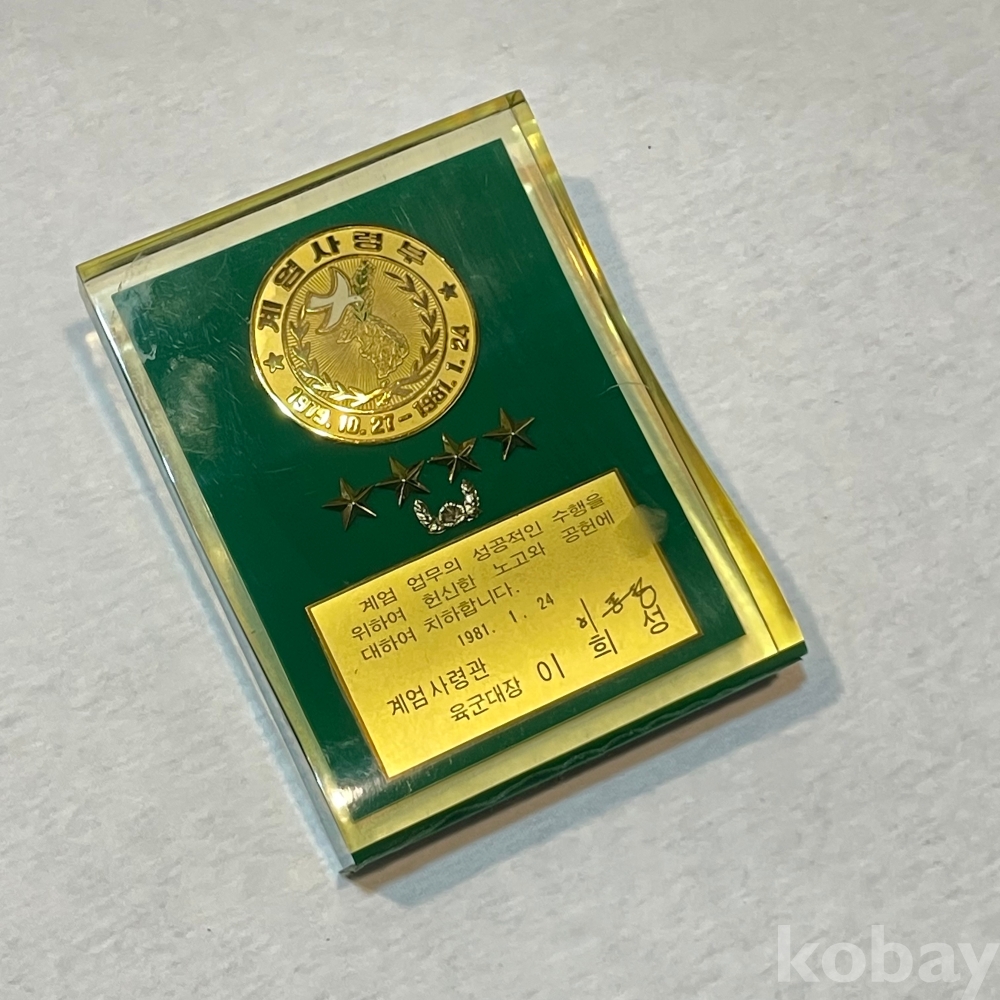 계엄사령부
1979. 10. 27 - 1981. 1. 24
계엄 업무의 성공적인 수행을
위하여 헌신한 노고와 공헌에
대하여 치하합니다.
1981. 1. 24
계엄사령관
육군대장 이 희 성
kobay